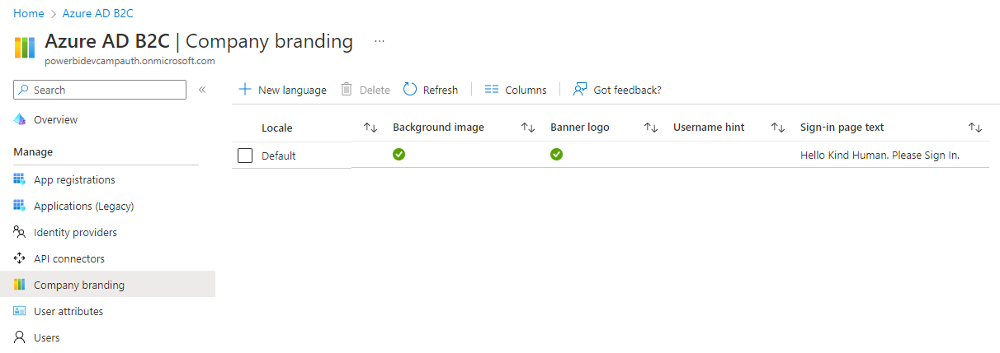 Home > Azure AD B2C
Azure AD B2C | Company branding ...
powerbidevcampauth.onmicrosoft.com
Search «
New language Delete Refresh Columns Got feedback?
Overview
Manage
App registrations
Applications (Legacy)
Identity providers
API connectors
Company branding
User attributes
Users
Locale Background image Banner logo Username hint Sign-in page text
Default Hello Kind Human. Please Sign In.